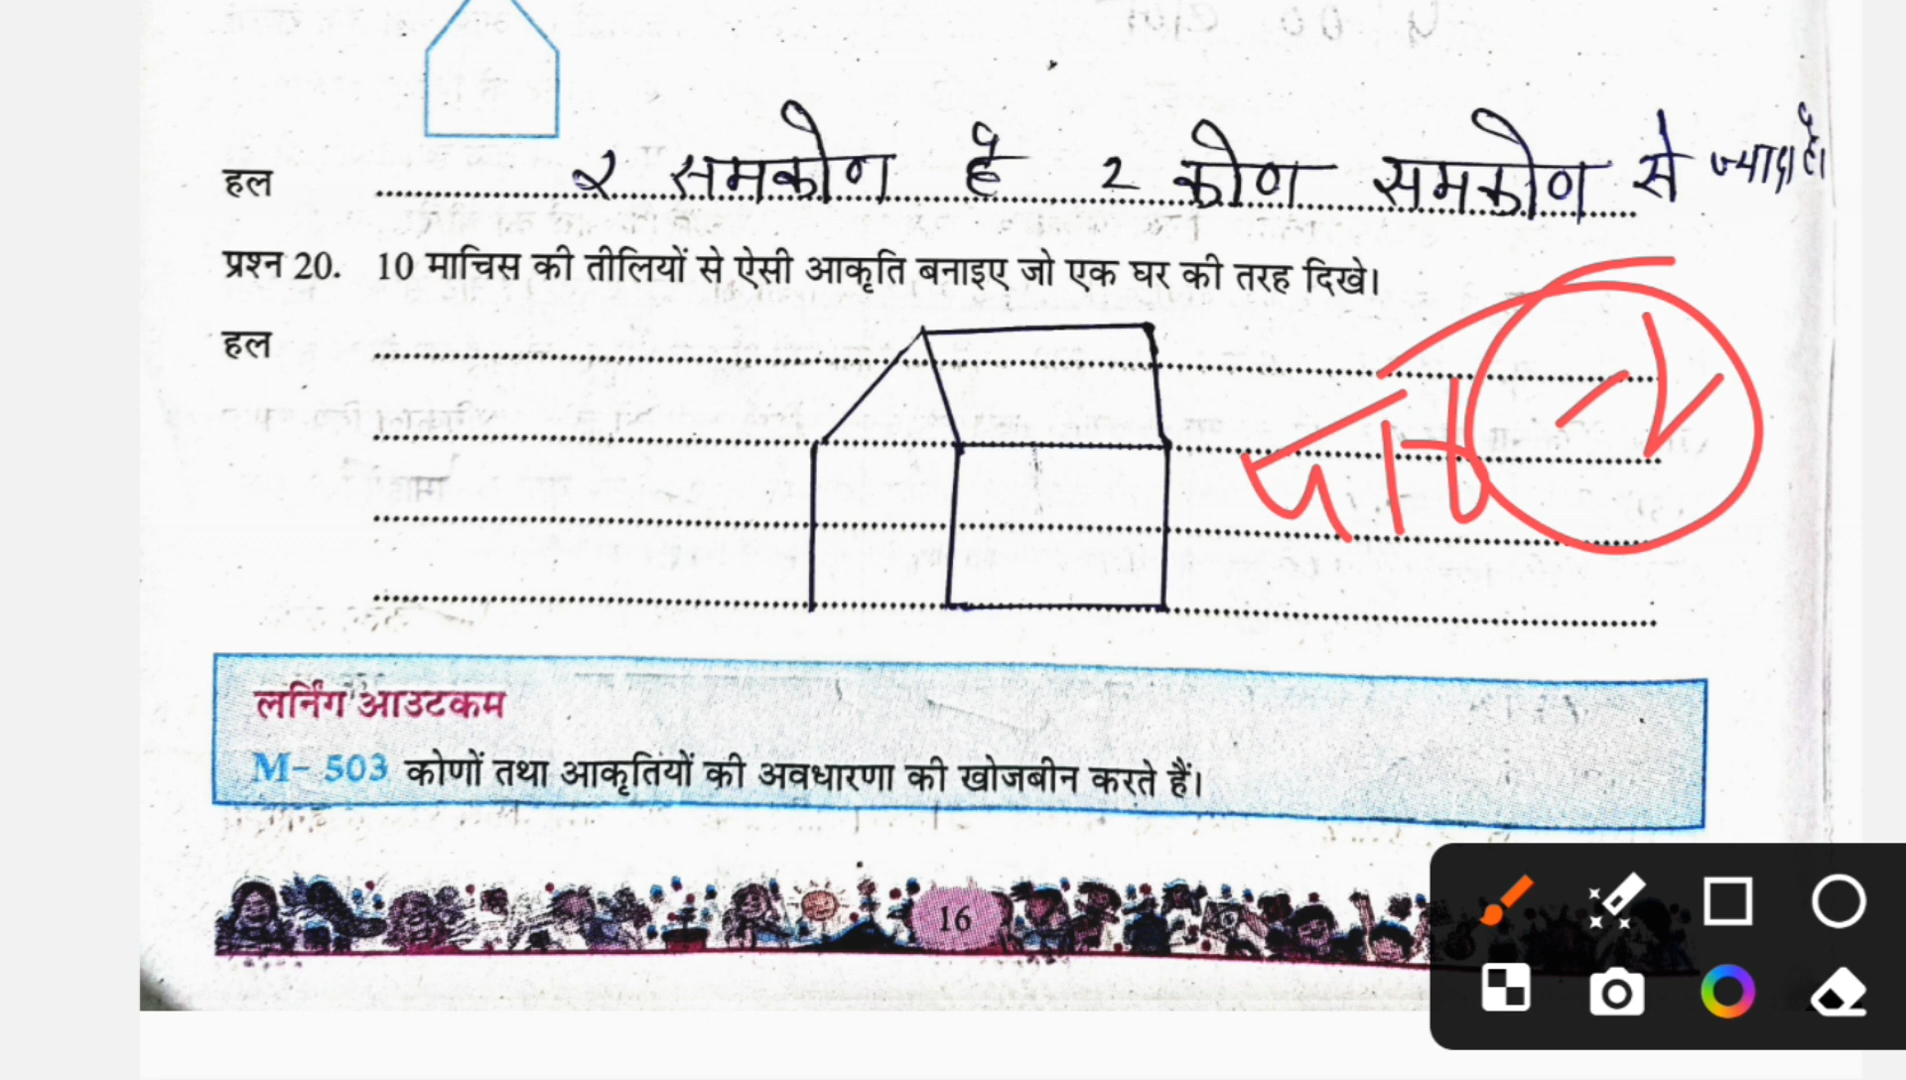 हल २ समकोण है 2 कोण समकोण से ज्यादा है।
प्रश्न 20. 10 माचिस की तीलियों से ऐसी आकृति बनाइए जो एक घर की तरह दिखे।
हल
लर्निंग आउटकम
M- 503 कोणों तथा आकृतियों की अवधारणा की खोजबीन करते हैं।
16